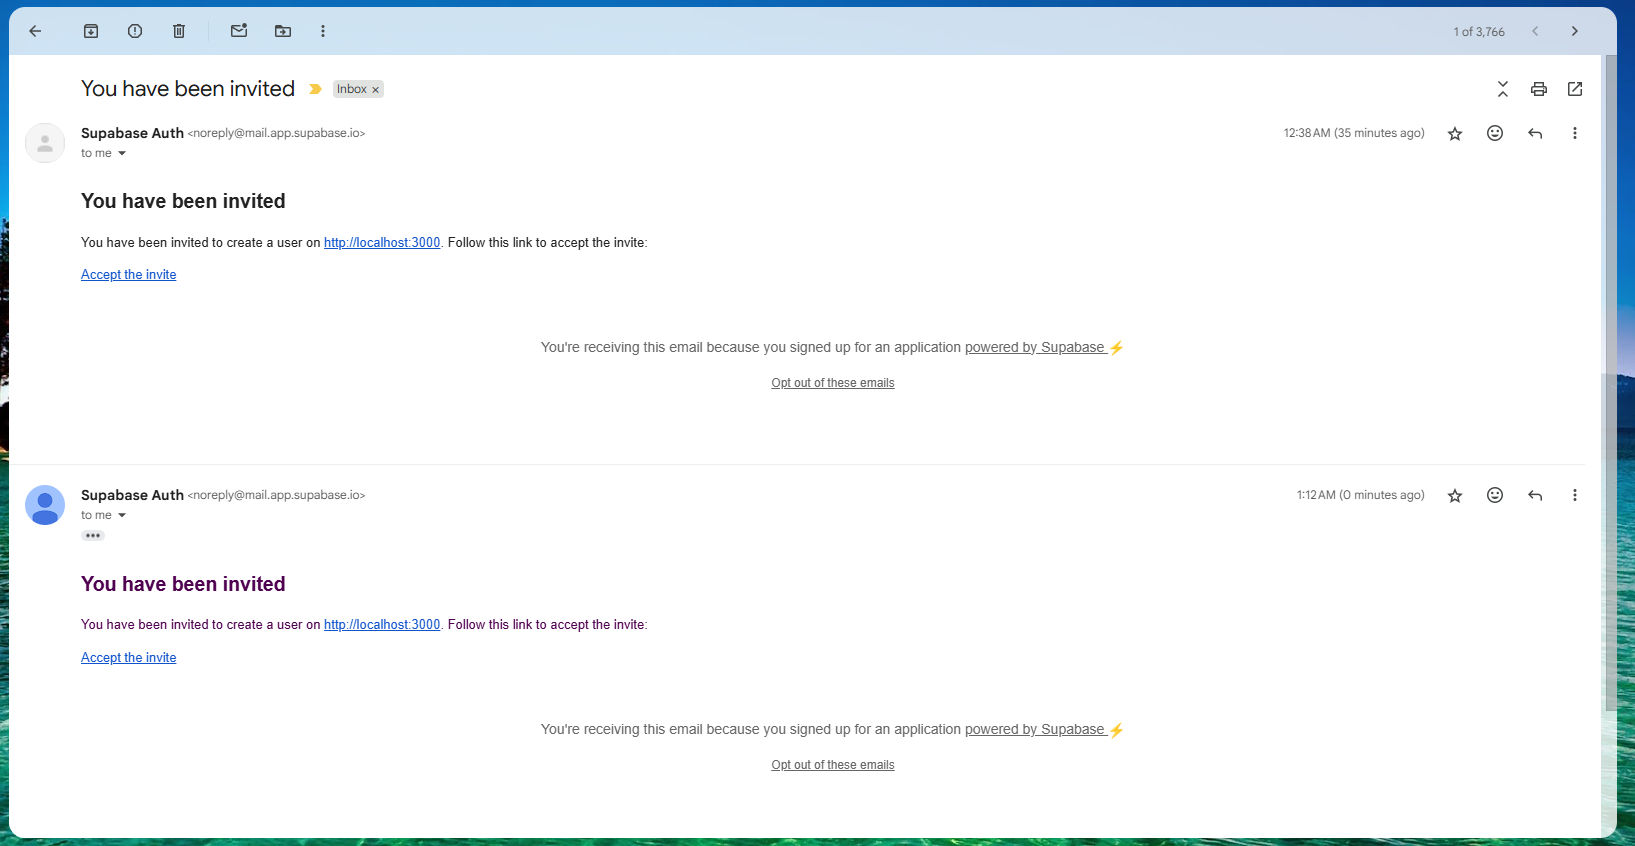 1 of 3,766
You have been invited Inbox ×
Supabase Auth <noreply@mail.app.supabase.io> 12:38 AM (35 minutes ago)
to me
You have been invited
You have been invited to create a user on http://localhost:3000. Follow this link to accept the invite:
Accept the invite
You're receiving this email because you signed up for an application powered by Supabase ⚡
Opt out of these emails
Supabase Auth <noreply@mail.app.supabase.io> 1:12 AM (0 minutes ago)
to me
You have been invited
You have been invited to create a user on http://localhost:3000. Follow this link to accept the invite:
Accept the invite
You're receiving this email because you signed up for an application powered by Supabase ⚡
Opt out of these emails